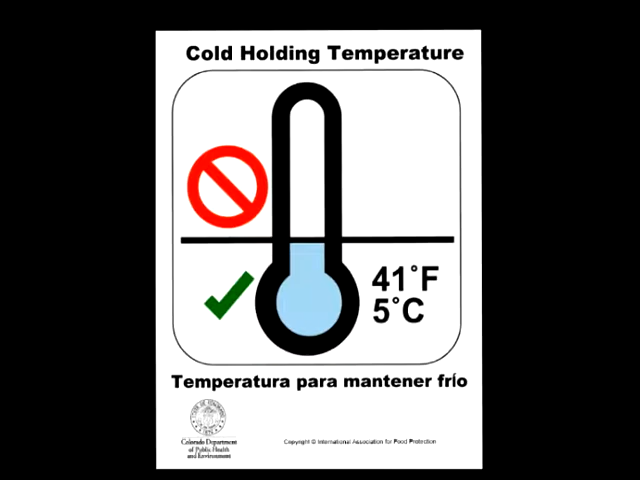 Cold Holding Temperature
41°F
5°C
Temperatura para mantener frío
Colorado Department
of Public Health
and Environment
Copyright © International Association for Food Protection